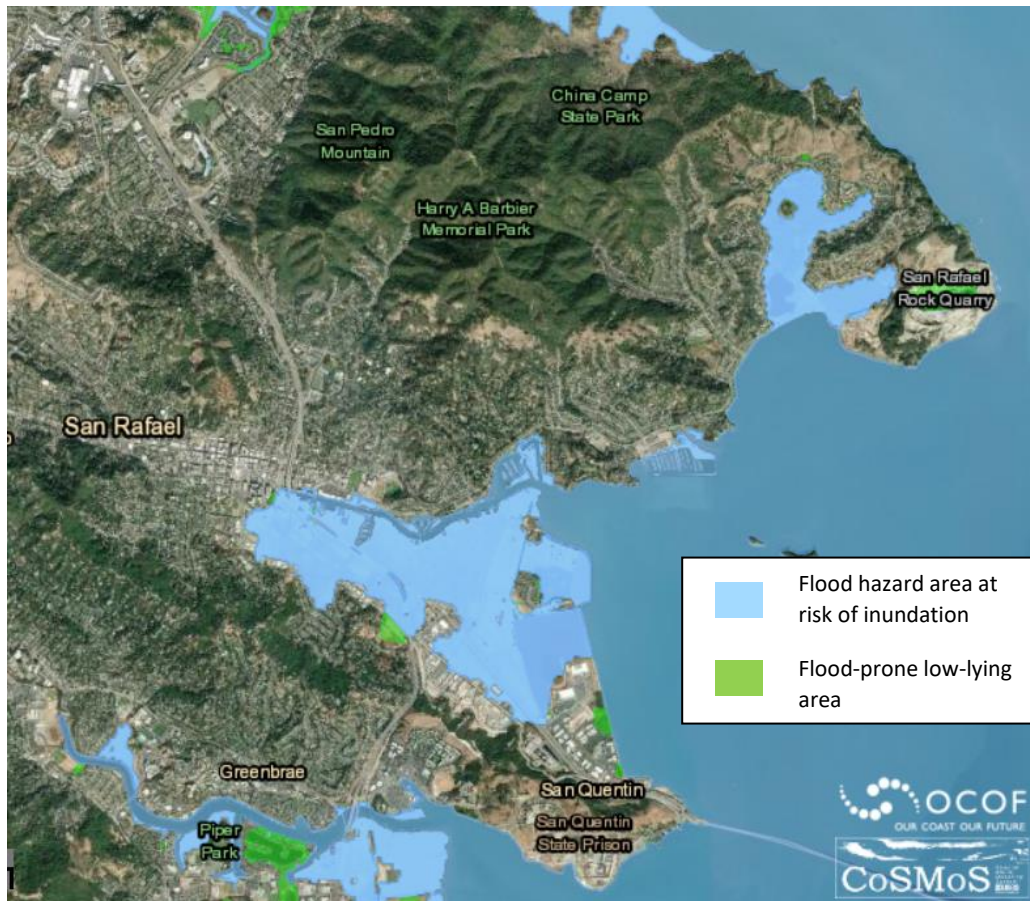 China Camp
State Park
San Pedro
Mountain
Harry A Barbier
Memorial Park
San Rafael
Rock Quarry
San Rafael
Flood hazard area at
risk of inundation
Flood-prone low-lying
area
Greenbrae
San Quentin
San Quentin
State Prison
Piper
Park
OCOF
OUR COAST OUR FUTURE
CoSMoS